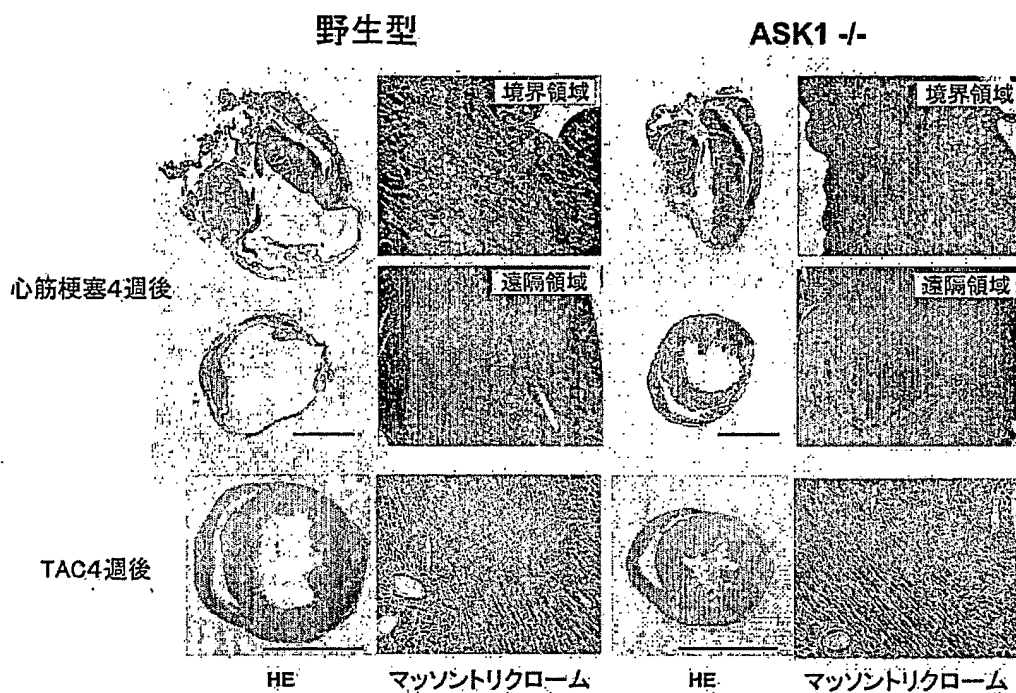 野生型
ASK1 -/-
境界領域
境界領域
心筋梗塞4週後
遠隔領域
遠隔領域
TAC4週後
HE
マッソントリクローム
HE
マッソントリクローム